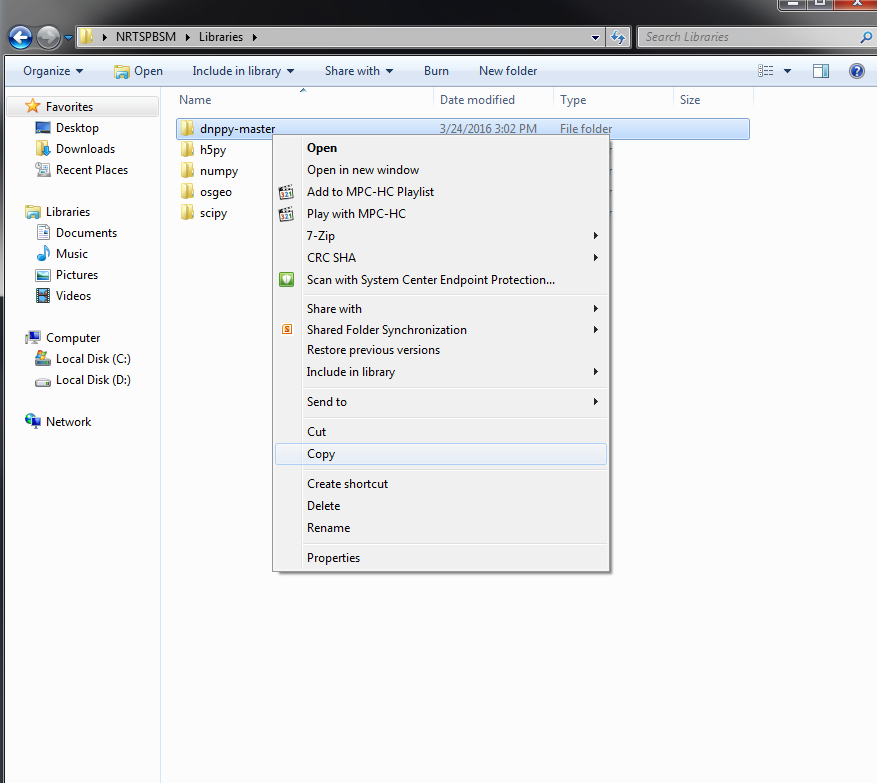 NRTSPBSM Libraries
Search Libraries
Organize Open Include in library Share with Burn New folder
Favorites
Desktop
Downloads
Recent Places
Libraries
Documents
Music
Pictures
Videos
Computer
Local Disk (C:)
Local Disk (D:)
Network
Name Date modified Type Size
dnppy-master 3/24/2016 3:02 PM File folder
h5py
numpy
osgeo
scipy
Open
Open in new window
Add to MPC-HC Playlist
Play with MPC-HC
7-Zip
CRC SHA
Scan with System Center Endpoint Protection...
Share with
Shared Folder Synchronization
Restore previous versions
Include in library
Send to
Cut
Copy
Create shortcut
Delete
Rename
Properties